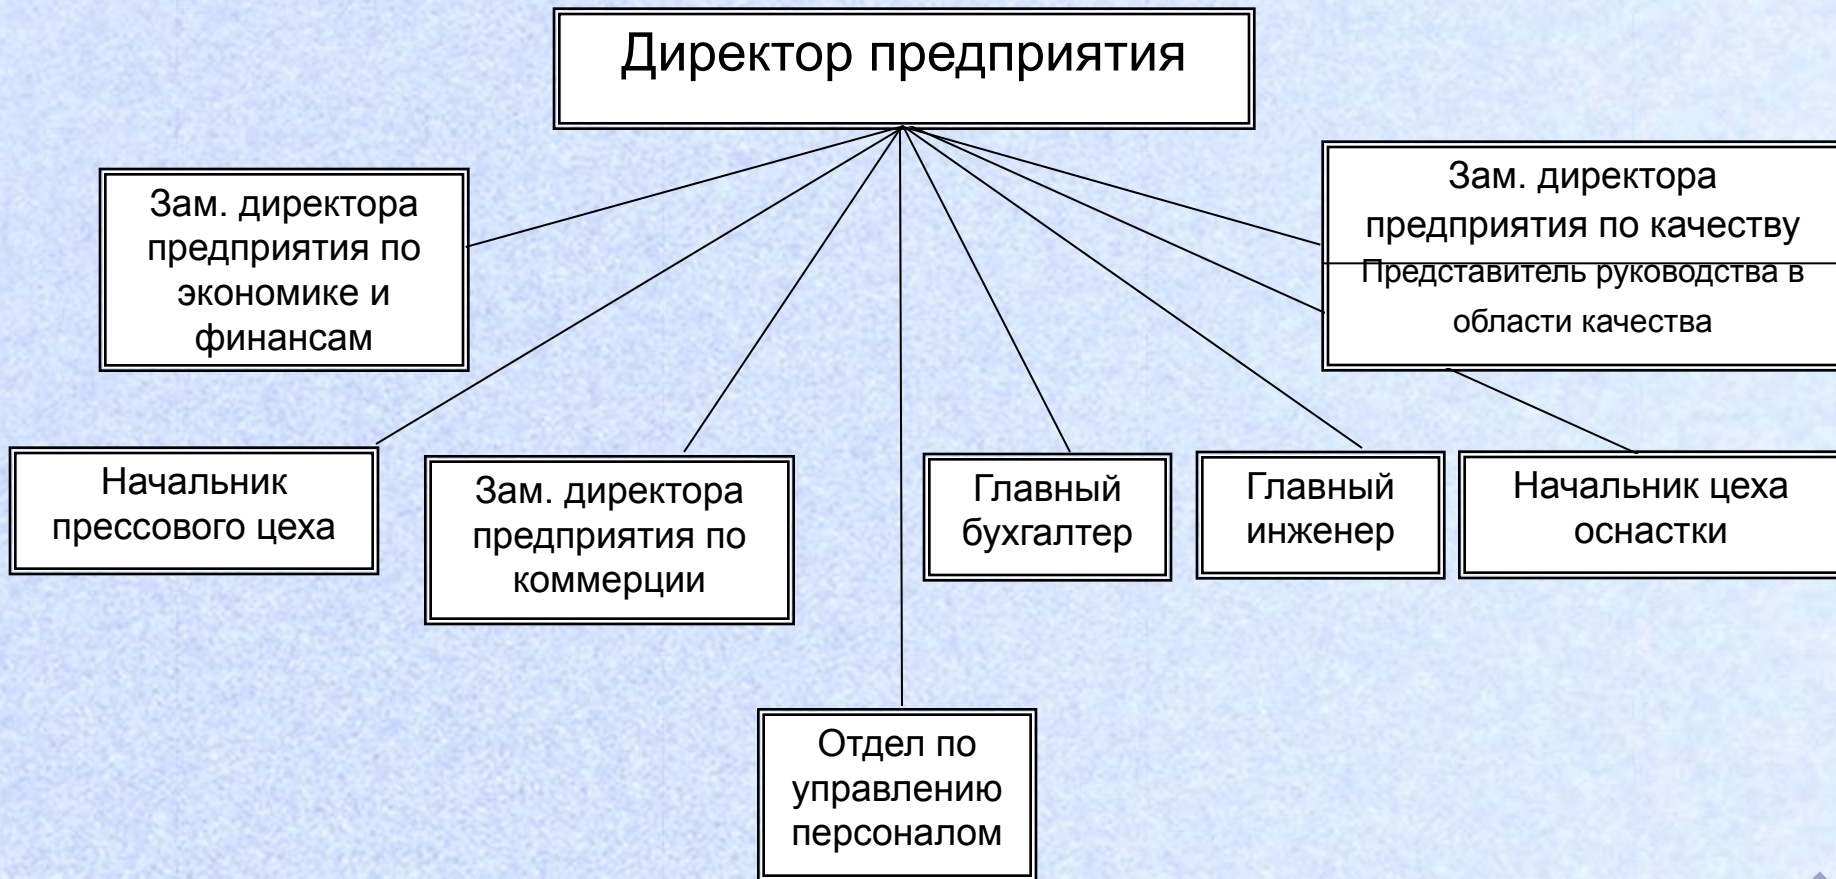 Директор предприятия
Зам. директора
предприятия по
экономике и
финансам
Зам. директора
предприятия по качеству
Представитель руководства в
области качества
Начальник
прессового цеха
Зам. директора
предприятия по
коммерции
Главный
бухгалтер
Главный
инженер
Начальник цеха
оснастки
Отдел по
управлению
персоналом